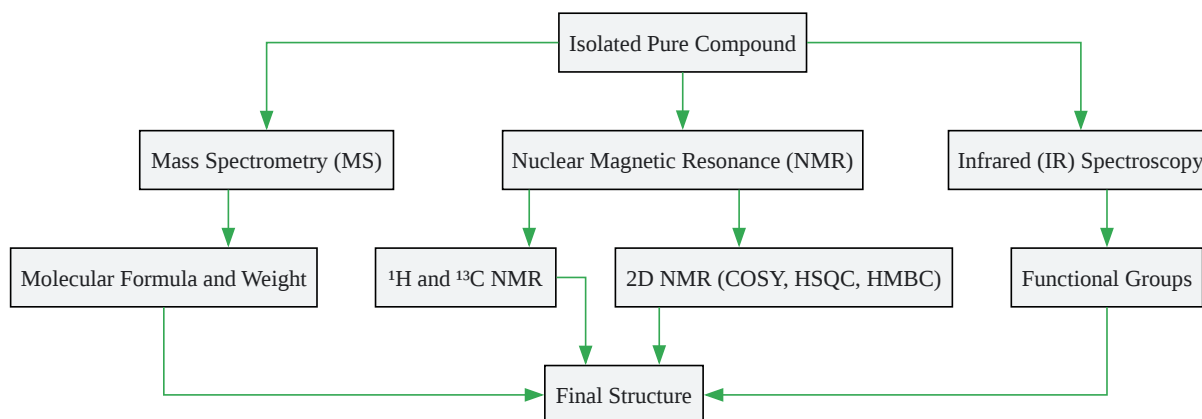 Isolated Pure Compound
Mass Spectrometry (MS)
Nuclear Magnetic Resonance (NMR)
Infrared (IR) Spectroscopy
Molecular Formula and Weight
¹H and ¹³C NMR
2D NMR (COSY, HSQC, HMBC)
Functional Groups
Final Structure